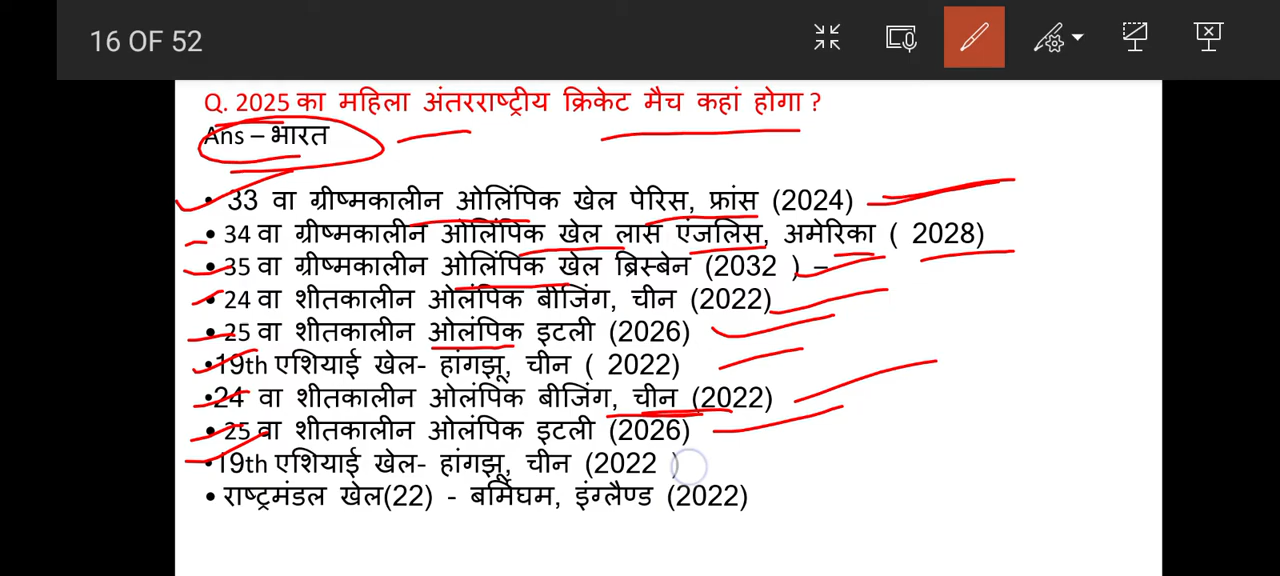 16 OF 52
Q. 2025 का महिला अंतरराष्ट्रीय क्रिकेट मैच कहां होगा ?
Ans – भारत
• 33 वा ग्रीष्मकालीन ओलिंपिक खेल पेरिस, फ्रांस (2024)
• 34 वा ग्रीष्मकालीन ओलिंपिक खेल लास एंजलिस, अमेरिका ( 2028)
• 35 वा ग्रीष्मकालीन ओलिंपिक खेल ब्रिस्बेन (2032 ) –
• 24 वा शीतकालीन ओलंपिक बीजिंग, चीन (2022)
• 25 वा शीतकालीन ओलंपिक इटली (2026)
•19th एशियाई खेल- हांगझू, चीन ( 2022)
•24 वा शीतकालीन ओलंपिक बीजिंग, चीन (2022)
• 25 वा शीतकालीन ओलंपिक इटली (2026)
•19th एशियाई खेल- हांगझू, चीन (2022 )
• राष्ट्रमंडल खेल(22) - बर्मिंघम, इंग्लैण्ड (2022)